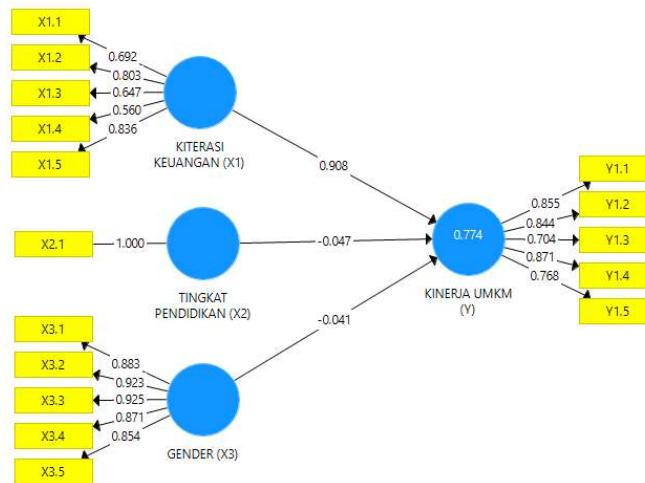 X1.1
X1.2
X1.3
X1.4
X1.5
0.692
0.803
0.647
0.560
0.836
KITERASI
KEUANGAN (X1)
0.908
X2.1
1.000
TINGKAT
PENDIDIKAN (X2)
-0.047
X3.1
X3.2
X3.3
X3.4
X3.5
0.883
0.923
0.925
0.871
0.854
GENDER (X3)
-0.041
0.774
KINERJA UMKM
(Y)
0.855
0.844
0.704
0.871
0.768
Y1.1
Y1.2
Y1.3
Y1.4
Y1.5